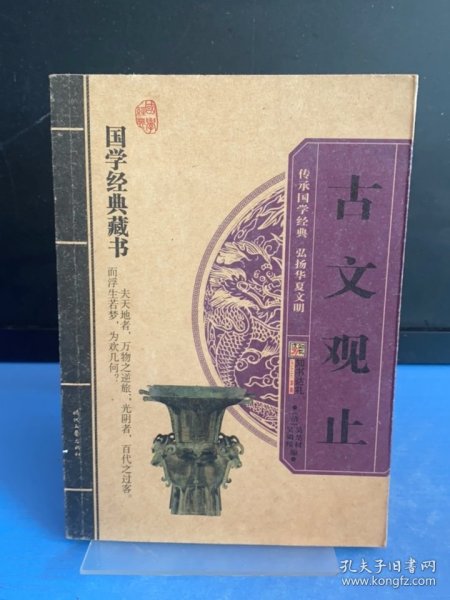 国学经典藏书
夫天地者,万物之逆旅;光阴者,百代之过客。
而浮生若梦,为欢几何?
传承国学经典 弘扬华夏文明
古文观止
孔夫子旧书网
www.kongfz.com